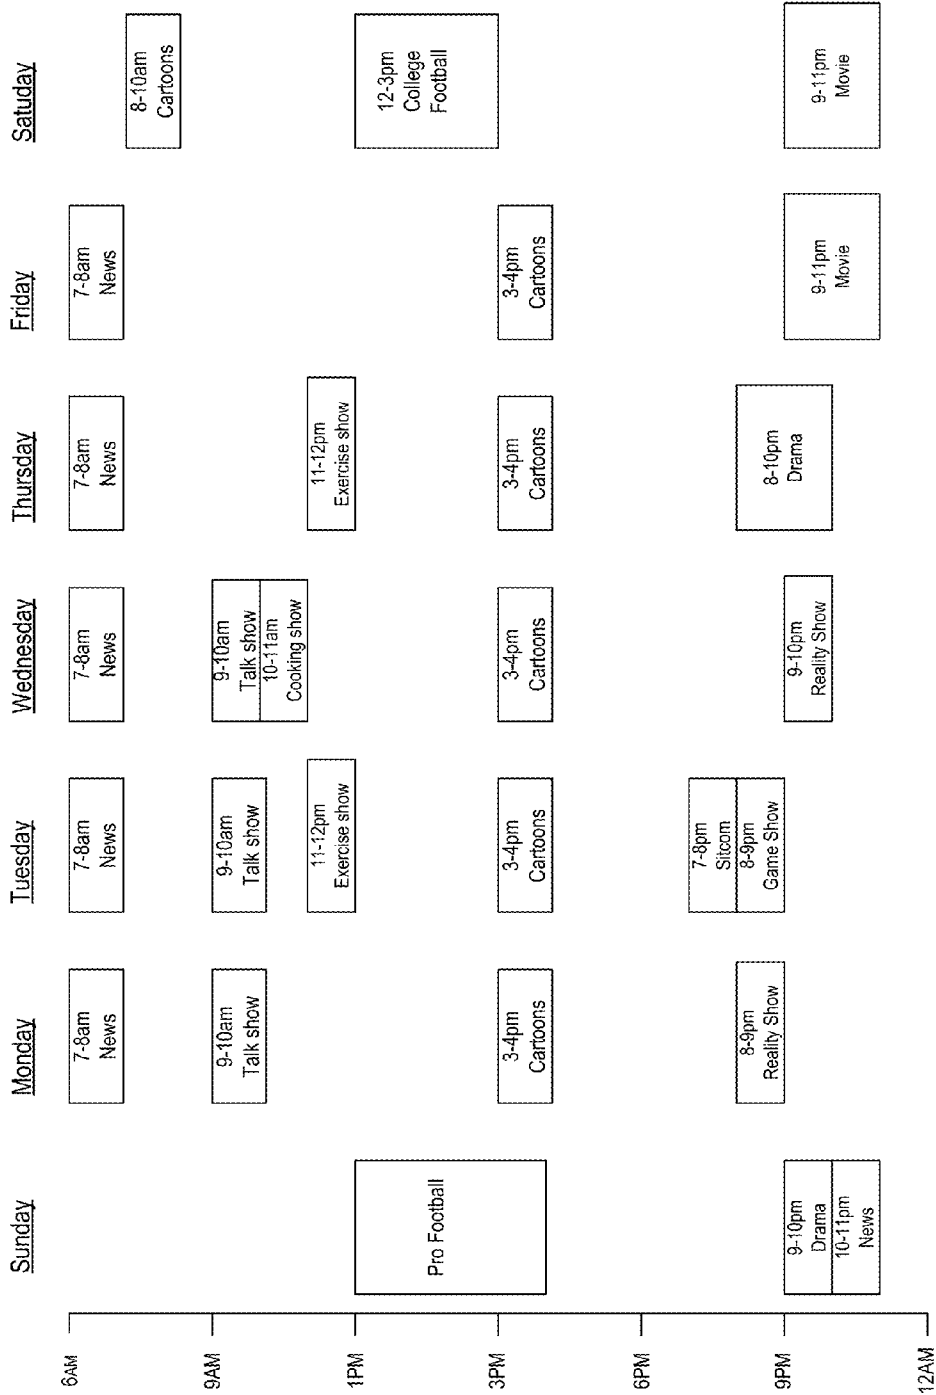 Sunday
Monday
Tuesday
Wednesday
Thursday
Friday
Satuday
6AM
9AM
1PM
3PM
6PM
9PM
12AM
Pro Football
9-10pm
Drama
10-11pm
News
7-8am
News
9-10am
Talk show
3-4pm
Cartoons
8-9pm
Reality Show
7-8am
News
9-10am
Talk show
11-12pm
Exercise show
3-4pm
Cartoons
7-8pm
Sitcom
8-9pm
Game Show
7-8am
News
9-10am
Talk show
10-11am
Cooking show
3-4pm
Cartoons
9-10pm
Reality Show
7-8am
News
11-12pm
Exercise show
3-4pm
Cartoons
8-10pm
Drama
7-8am
News
3-4pm
Cartoons
9-11pm
Movie
8-10am
Cartoons
12-3pm
College
Football
9-11pm
Movie